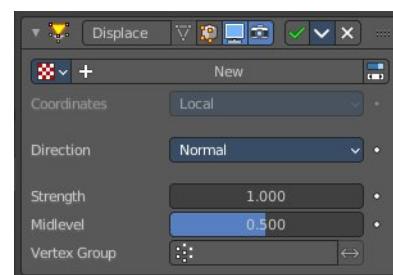 Displace
New
Coordinates Local
Direction Normal
Strength 1.000
Midlevel 0.500
Vertex Group